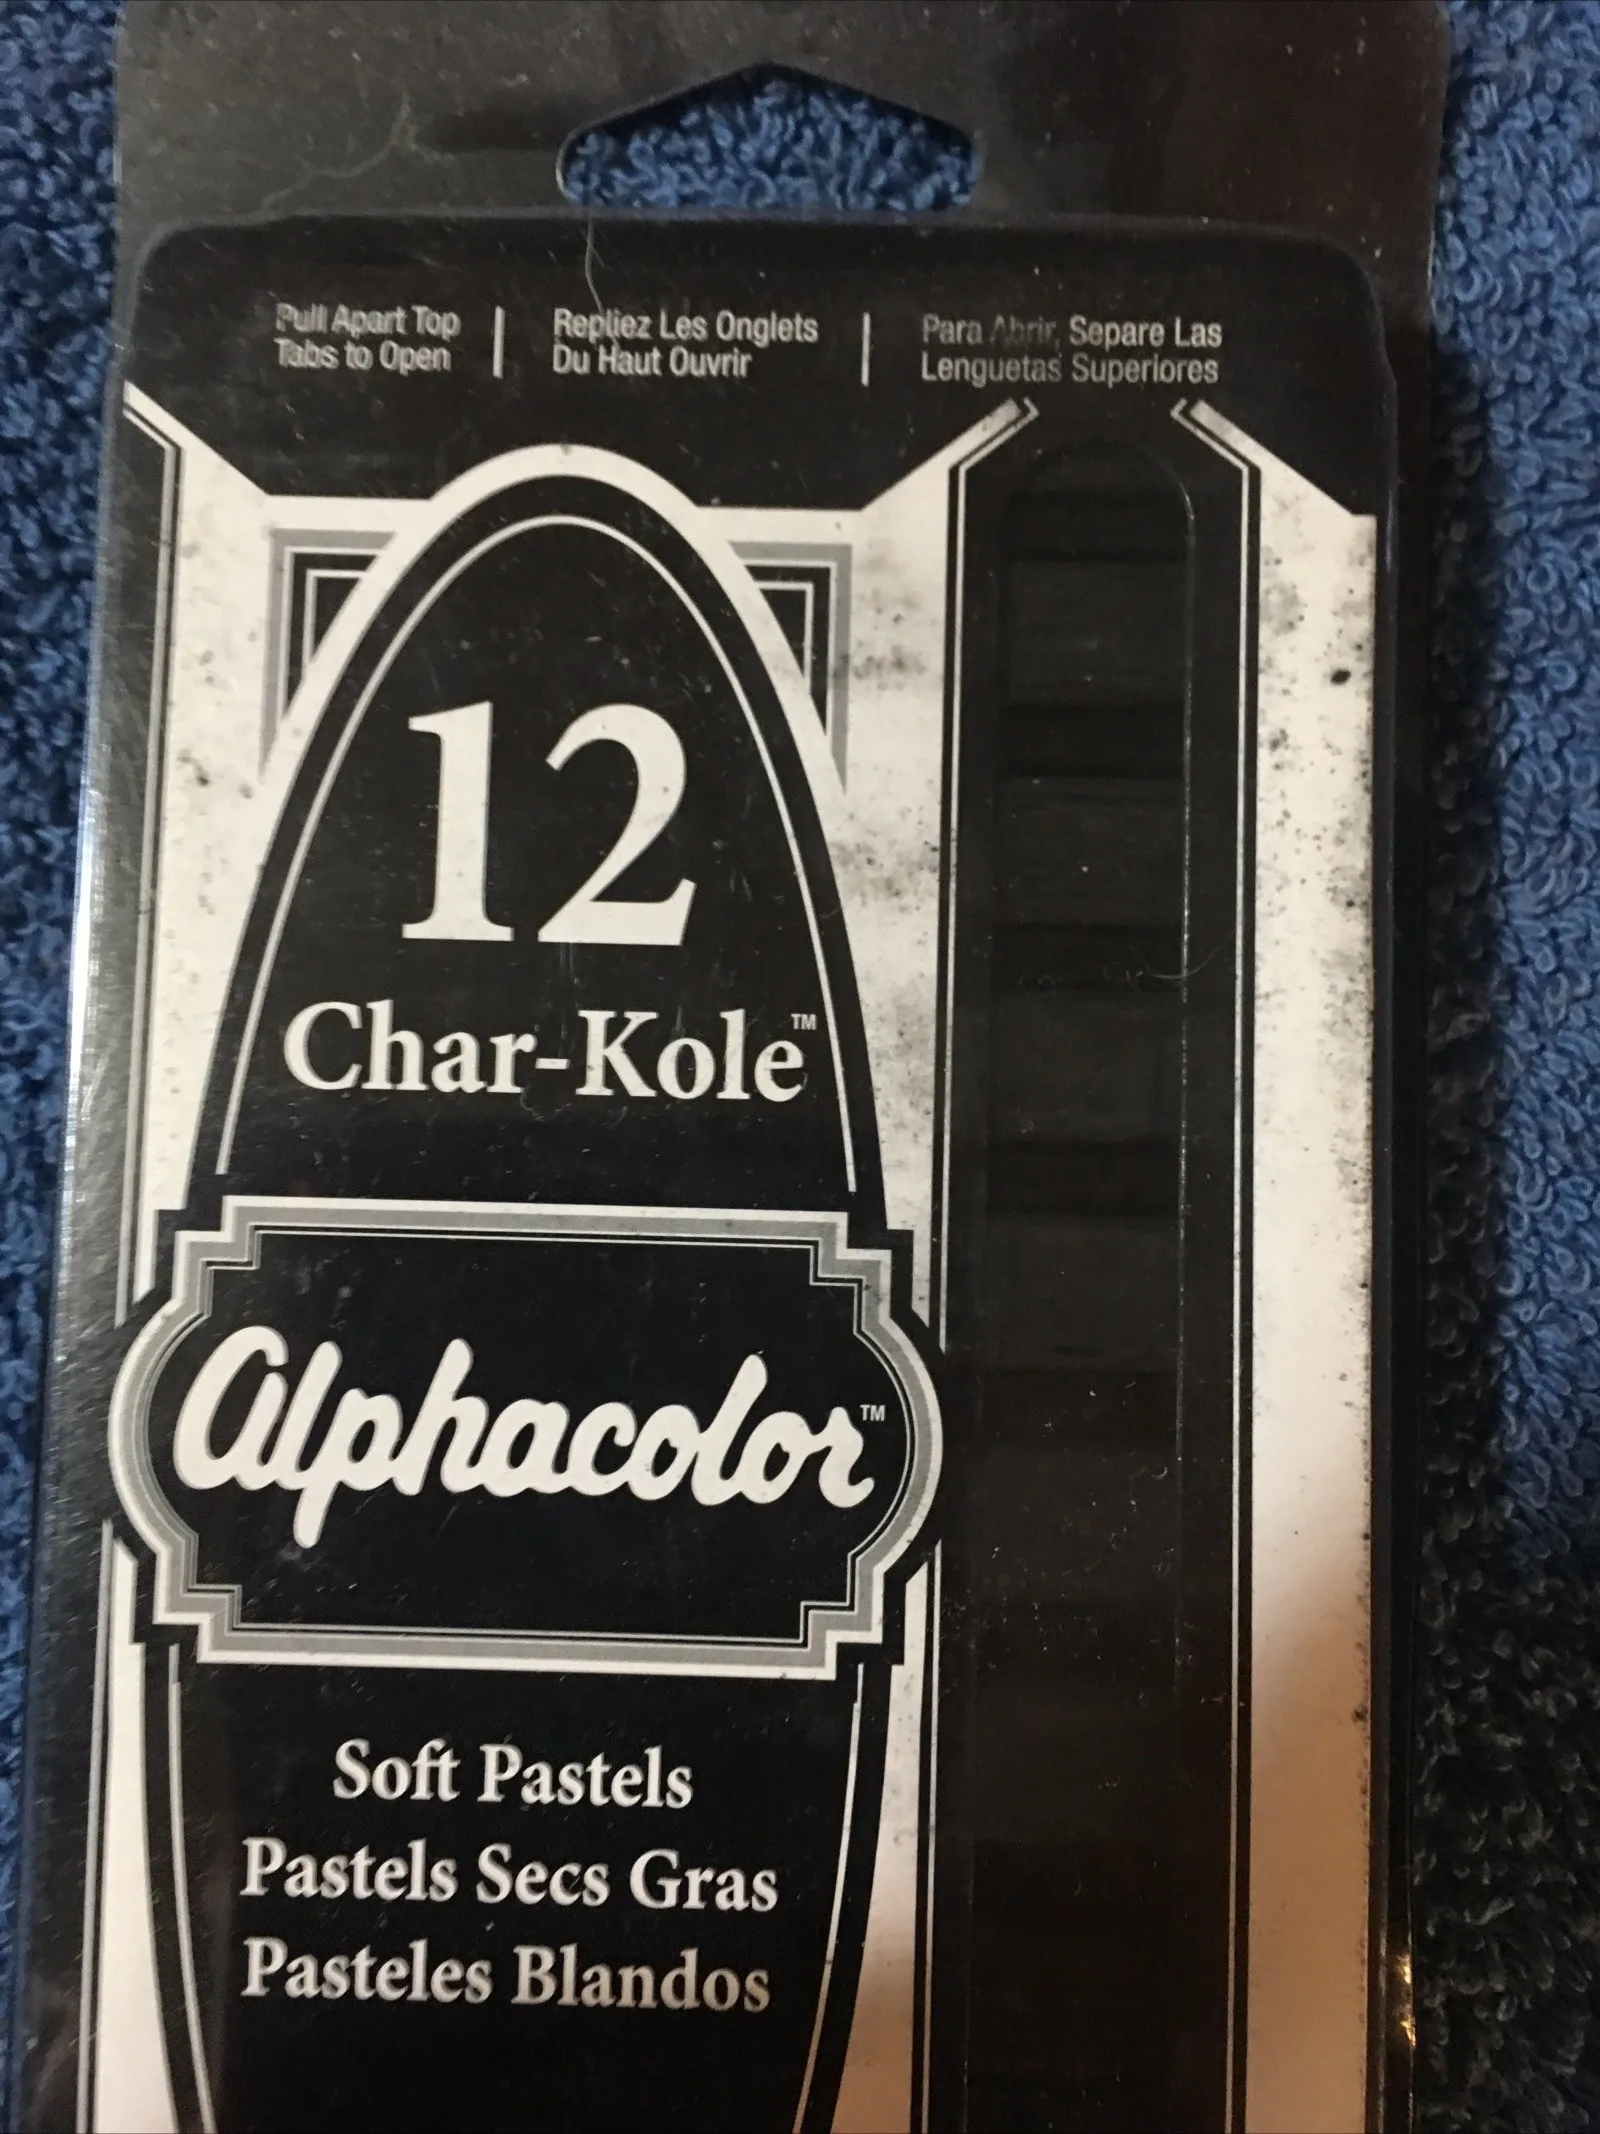 Pull Apart Top
Tabs to Open
Repliez Les Onglets
Du Haut Ouvrir
Para Abrir, Separe Las
Lenguetas Superiores
12
Char-Kole™
alphacolor™
Soft Pastels
Pastels Secs Gras
Pasteles Blandos